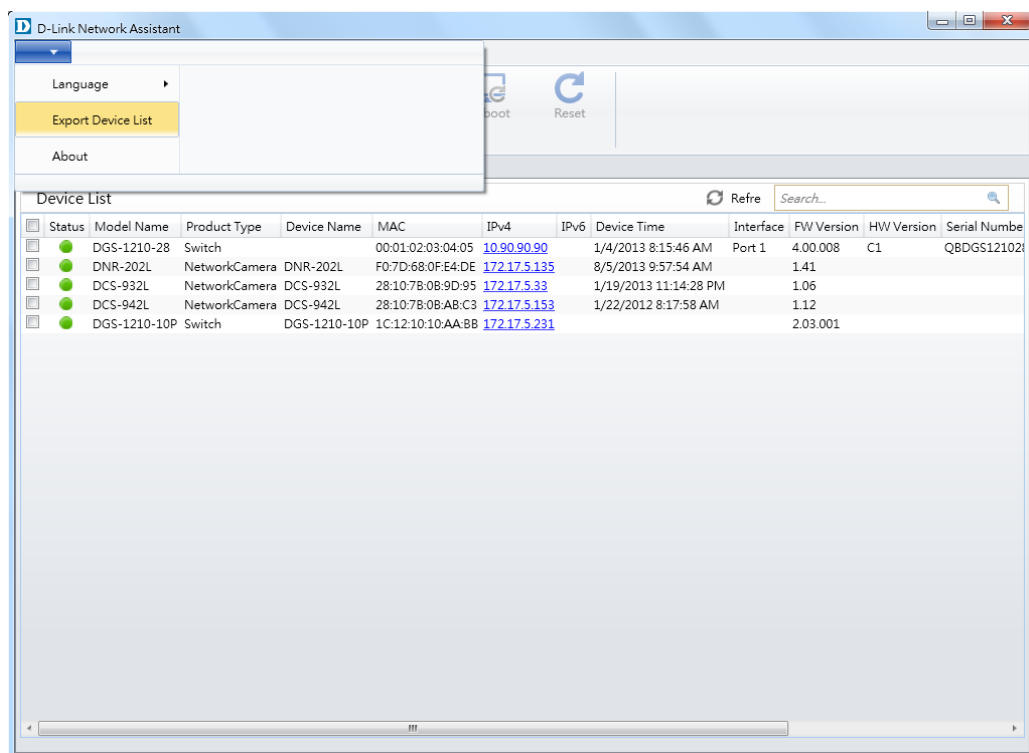 D-Link Network Assistant
Language
Export Device List
About
boot Reset
Device List Refre Search...
Status Model Name Product Type Device Name MAC IPv4 IPv6 Device Time Interface FW Version HW Version Serial Numbe
DGS-1210-28 Switch 00:01:02:03:04:05 10.90.90.90 1/4/2013 8:15:46 AM Port 1 4.00.008 C1 QBDGS121028
DNR-202L NetworkCamera DNR-202L F0:7D:68:0F:E4:DE 172.17.5.135 8/5/2013 9:57:54 AM 1.41
DCS-932L NetworkCamera DCS-932L 28:10:7B:0B:9D:95 172.17.5.33 1/19/2013 11:14:28 PM 1.06
DCS-942L NetworkCamera DCS-942L 28:10:7B:0B:AB:C3 172.17.5.153 1/22/2012 8:17:58 AM 1.12
DGS-1210-10P Switch DGS-1210-10P 1C:12:10:10:AA:BB 172.17.5.231 2.03.001